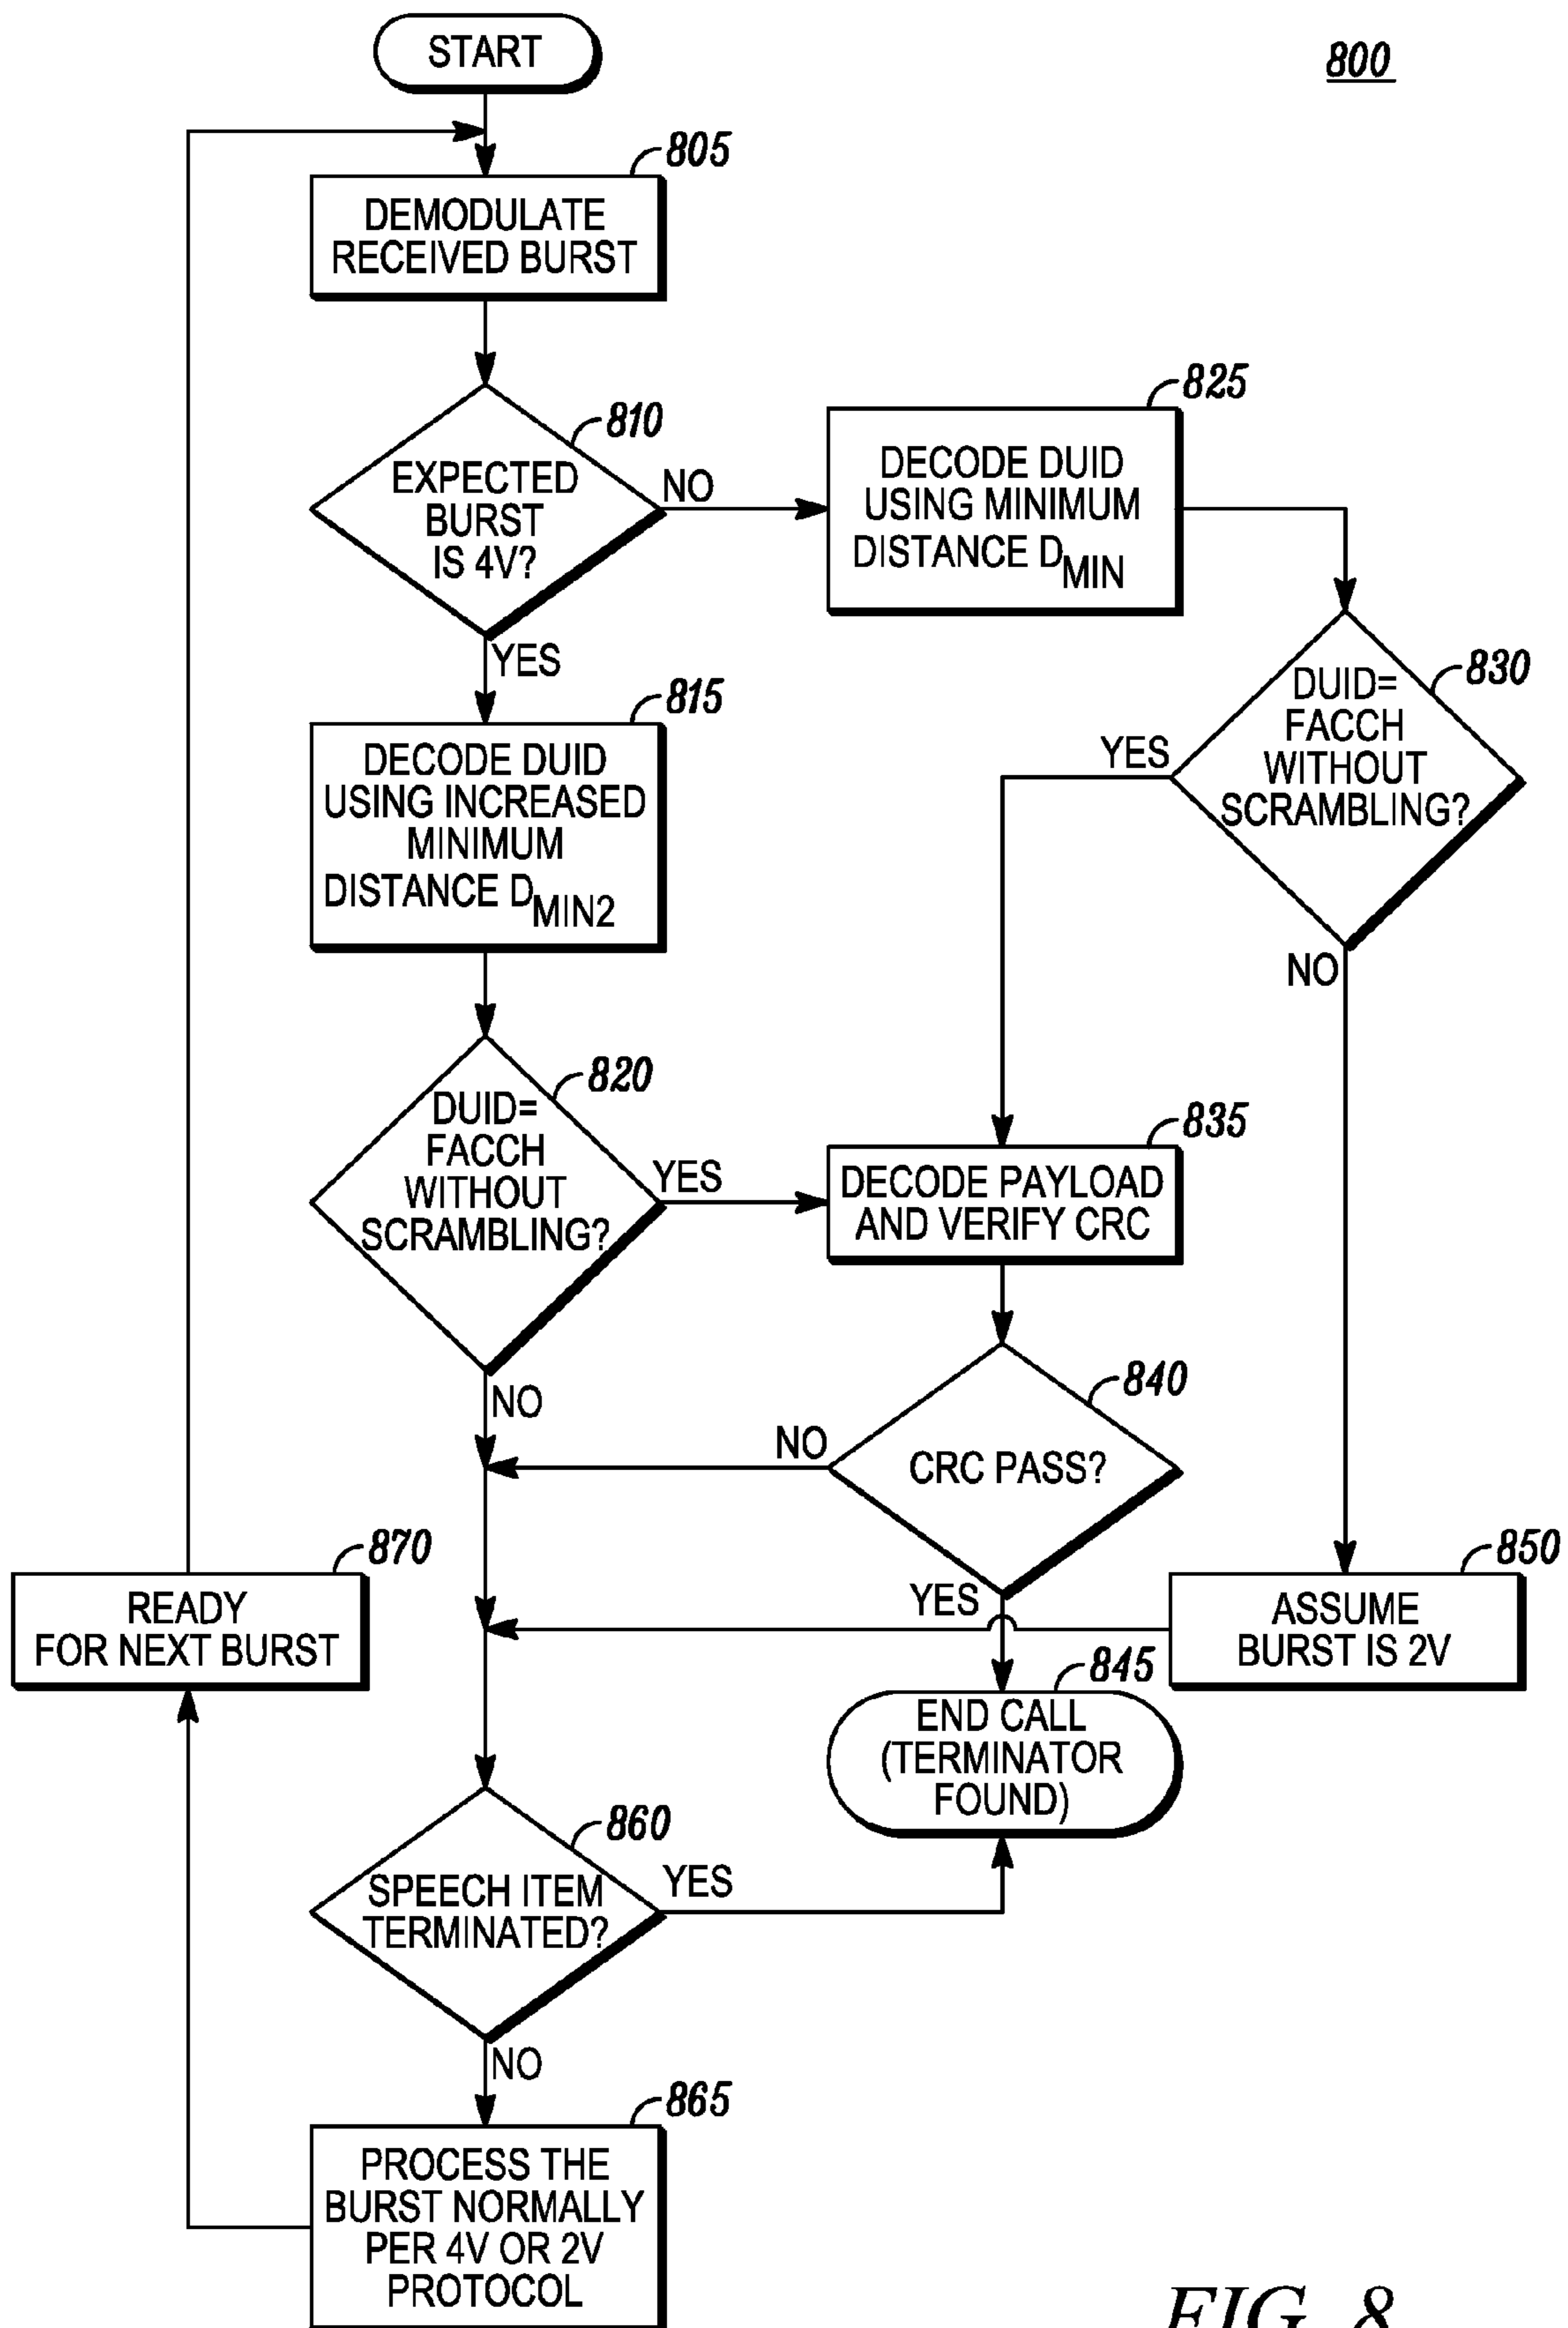 START
800
805
DEMODULATE
RECEIVED BURST
810
EXPECTED
BURST
IS 4V?
NO
YES
825
DECODE DUID
USING MINIMUM
DISTANCE DMIN
815
DECODE DUID
USING INCREASED
MINIMUM
DISTANCE DMIN2
830
DUID=
FACCH
WITHOUT
SCRAMBLING?
YES
NO
820
DUID=
FACCH
WITHOUT
SCRAMBLING?
YES
NO
835
DECODE PAYLOAD
AND VERIFY CRC
840
CRC PASS?
NO
YES
870
READY
FOR NEXT BURST
850
ASSUME
BURST IS 2V
845
END CALL
(TERMINATOR
FOUND)
860
SPEECH ITEM
TERMINATED?
YES
NO
865
PROCESS THE
BURST NORMALLY
PER 4V OR 2V
PROTOCOL
FIG. 8